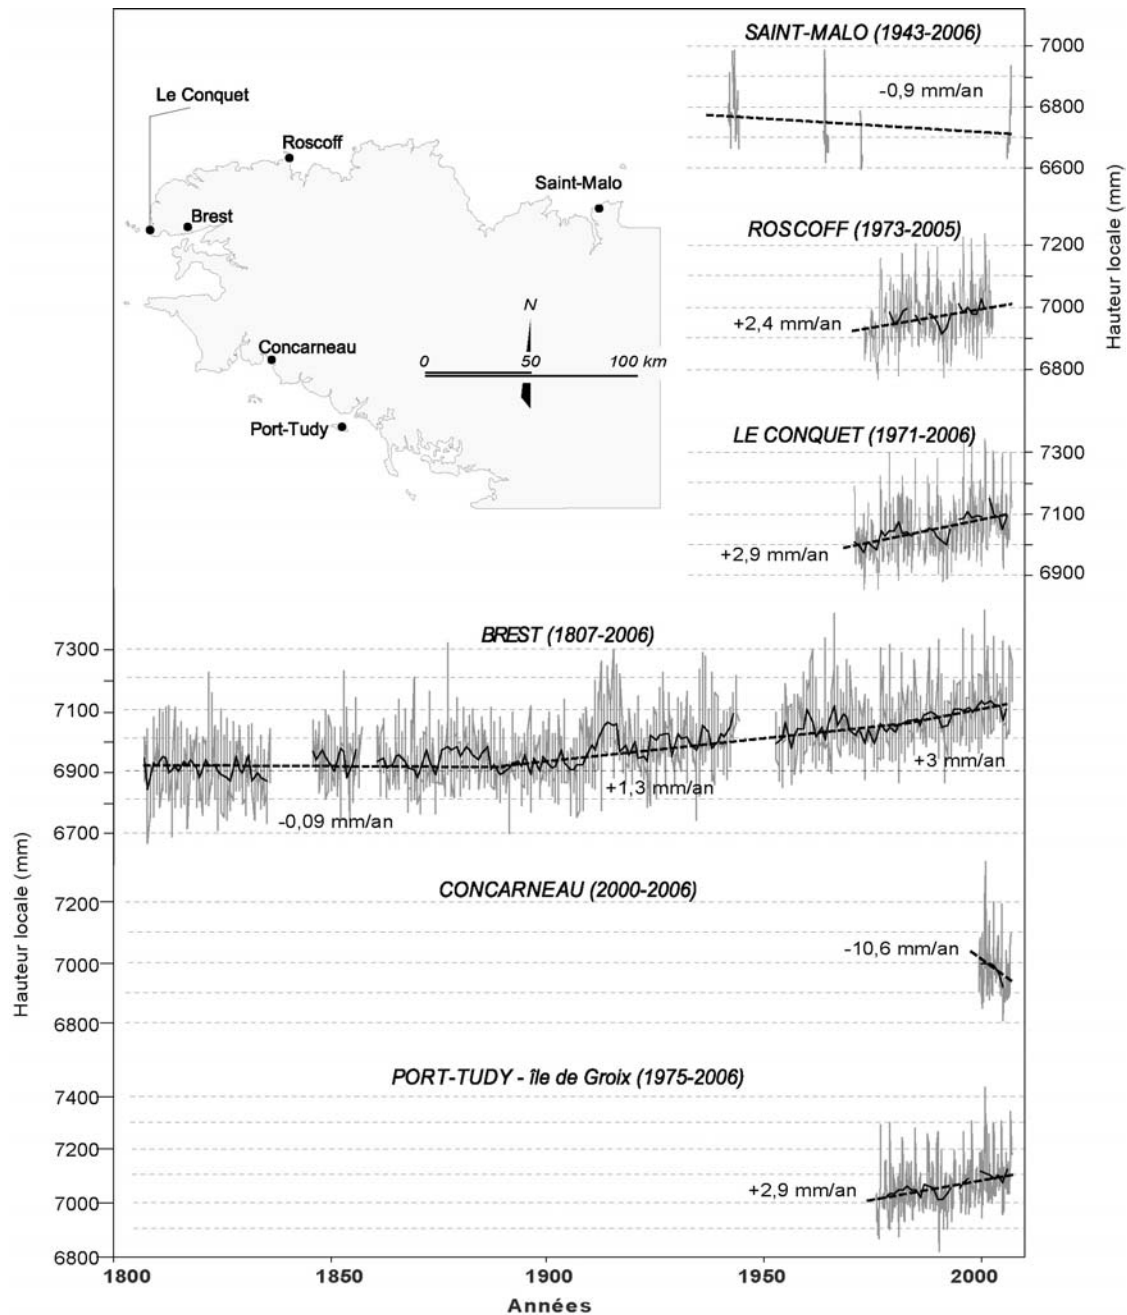 SAINT-MALO (1943-2006)
7000
-0,9 mm/an
6800
6600
Le Conquet
Roscoff
Saint-Malo
Brest
Concarneau
Port-Tudy
N
0 50 100 km
Hauteur locale (mm)
ROSCOFF (1973-2005)
7200
7000
+2,4 mm/an
6800
LE CONQUET (1971-2006)
7300
7100
+2,9 mm/an
6900
BREST (1807-2006)
7300
7100
6900
6700
-0,09 mm/an
+1,3 mm/an
+3 mm/an
Hauteur locale (mm)
CONCARNEAU (2000-2006)
7200
7000
6800
-10,6 mm/an
PORT-TUDY - île de Groix (1975-2006)
7400
7200
7000
6800
+2,9 mm/an
1800 1850 1900 1950 2000
Années